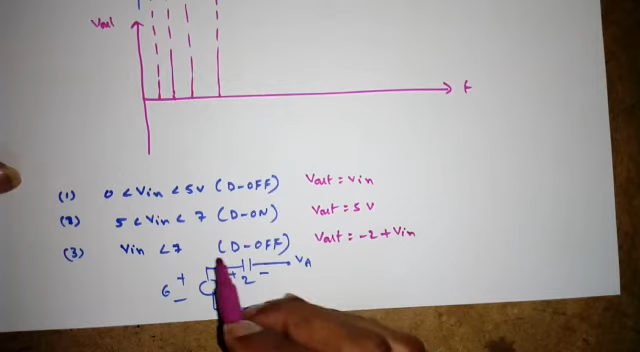 Vout
t
(1) 0 < Vin < 5V (D-OFF) Vout = Vin
(2) 5 < Vin < 7 (D-ON) Vout = 5 V
(3) Vin < 7 (D-OFF) Vout = -2 + Vin
+ 2 - VA
6 + -